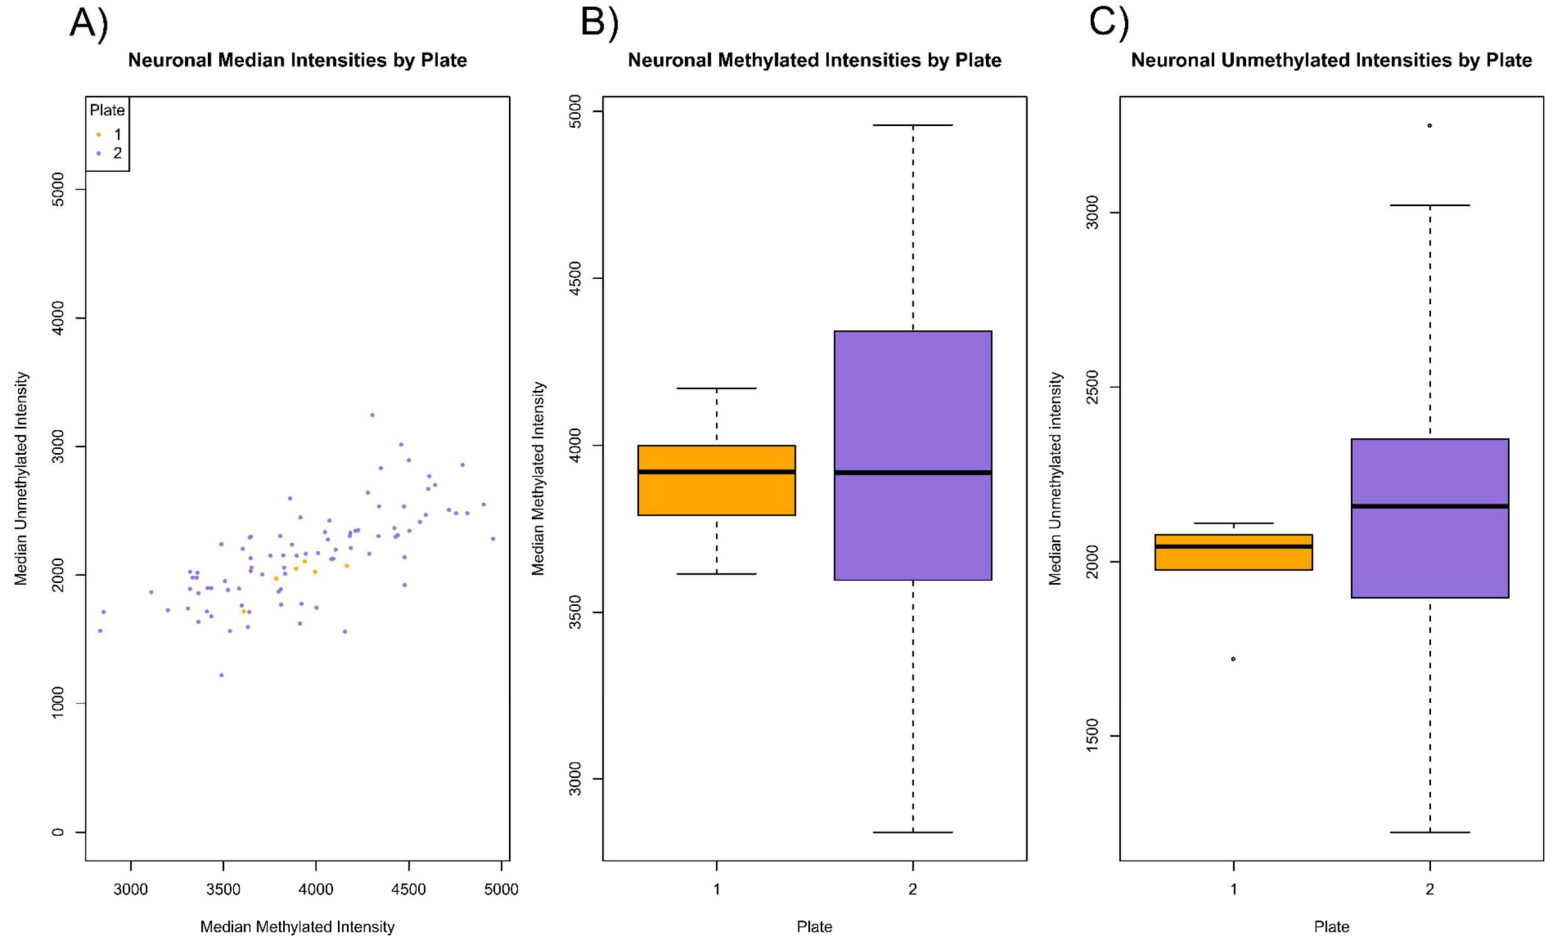 A)
Neuronal Median Intensities by Plate
Plate
1
2
Median Unmethylated Intensity
5000
4000
3000
2000
1000
0
3000 3500 4000 4500 5000
Median Methylated Intensity
B)
Neuronal Methylated Intensities by Plate
Median Methylated Intensity
5000
4500
4000
3500
3000
1 2
Plate
C)
Neuronal Unmethylated Intensities by Plate
Median Unmethylated intensity
3000
2500
2000
1500
1 2
Plate